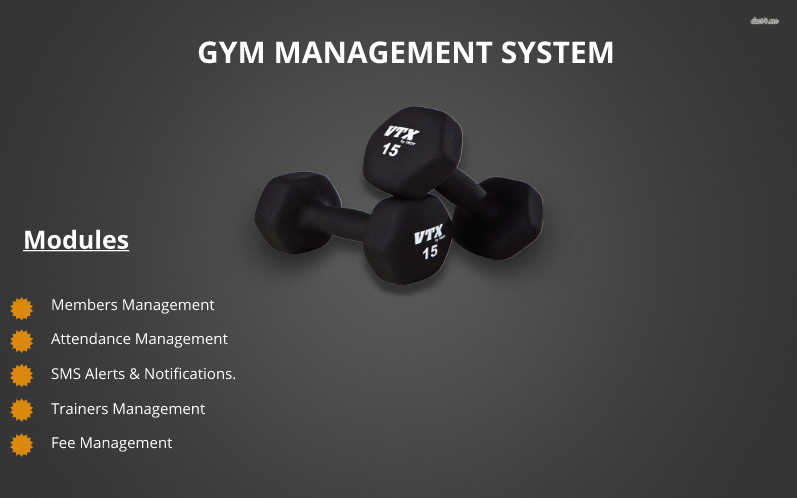 GYM MANAGEMENT SYSTEM
VTX
15
VTX
15
Modules
Members Management
Attendance Management
SMS Alerts & Notifications.
Trainers Management
Fee Management